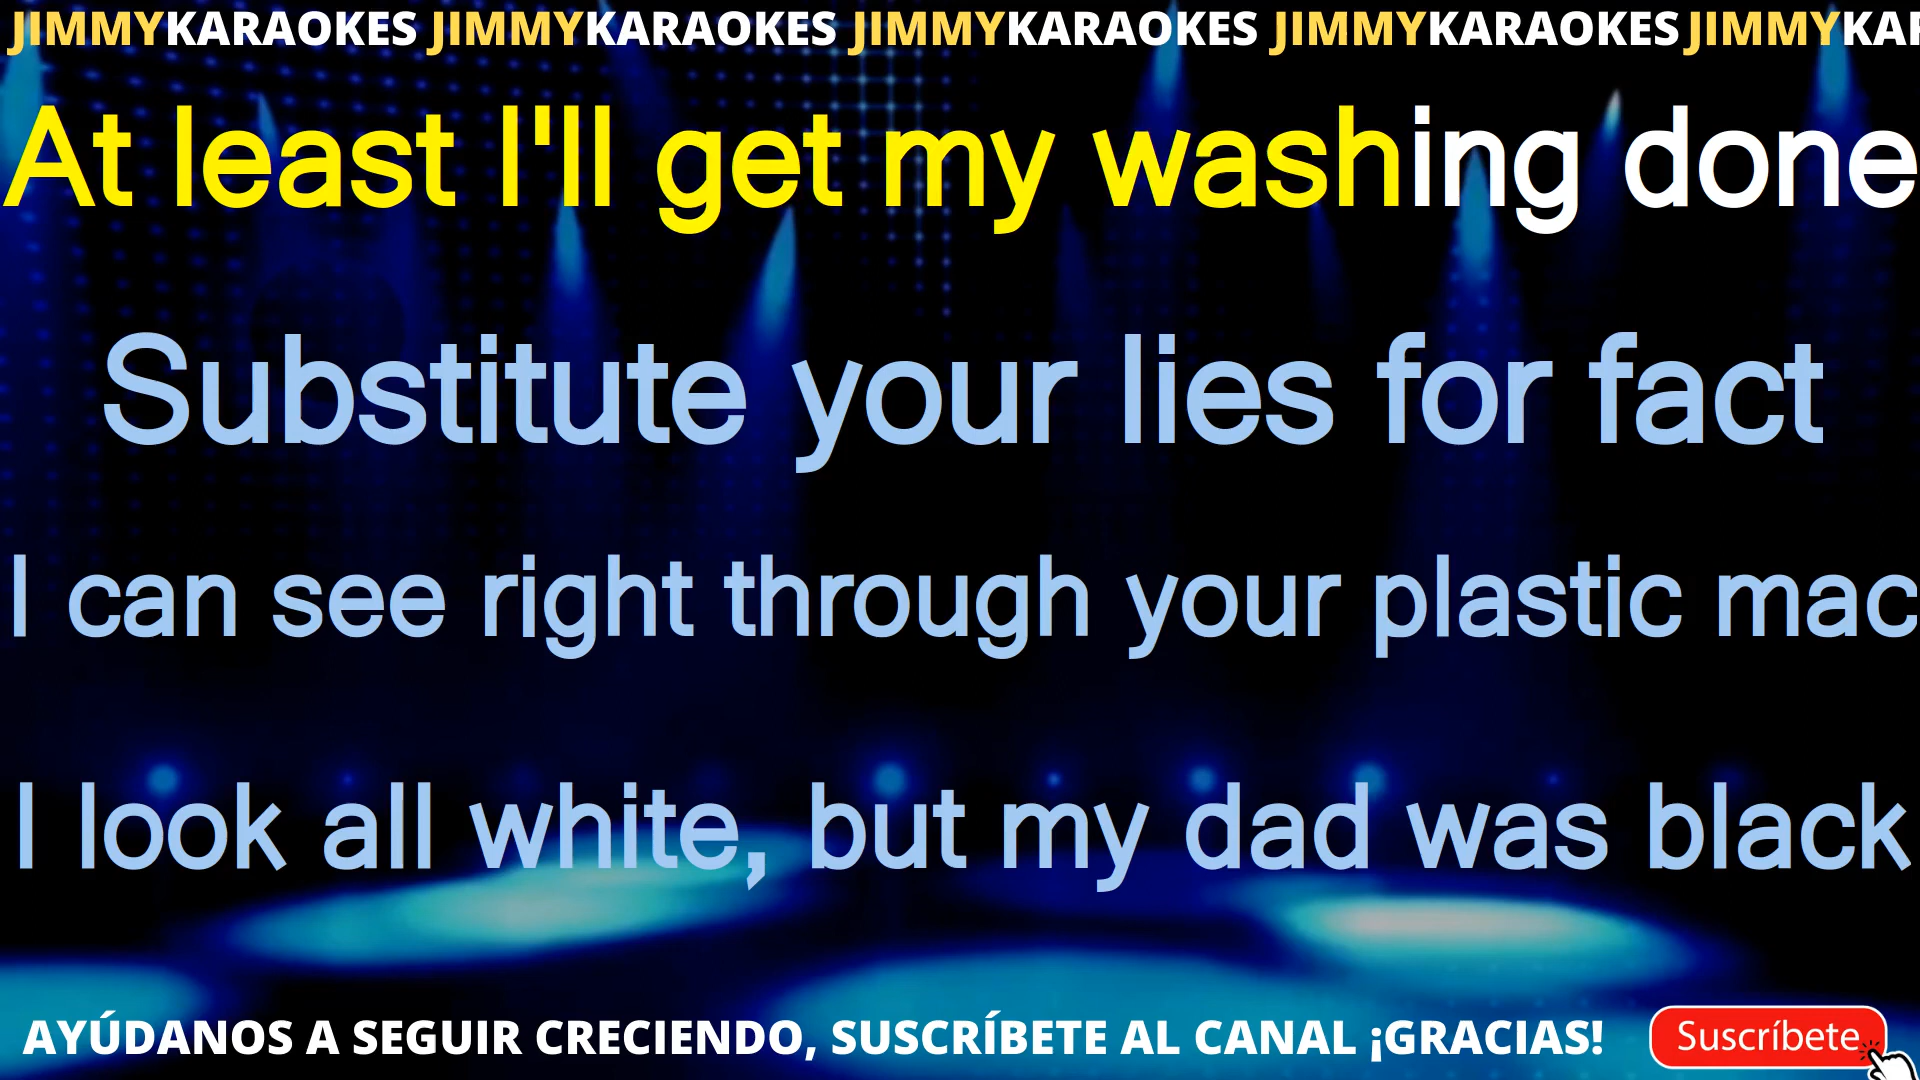 JIMMYKARAOKES JIMMYKARAOKES JIMMYKARAOKES JIMMYKARAOKES JIMMYKAR
At least I'll get my washing done
Substitute your lies for fact
I can see right through your plastic mac
I look all white, but my dad was black
AYÚDANOS A SEGUIR CRECIENDO, SUSCRÍBETE AL CANAL ¡GRACIAS! Suscríbete